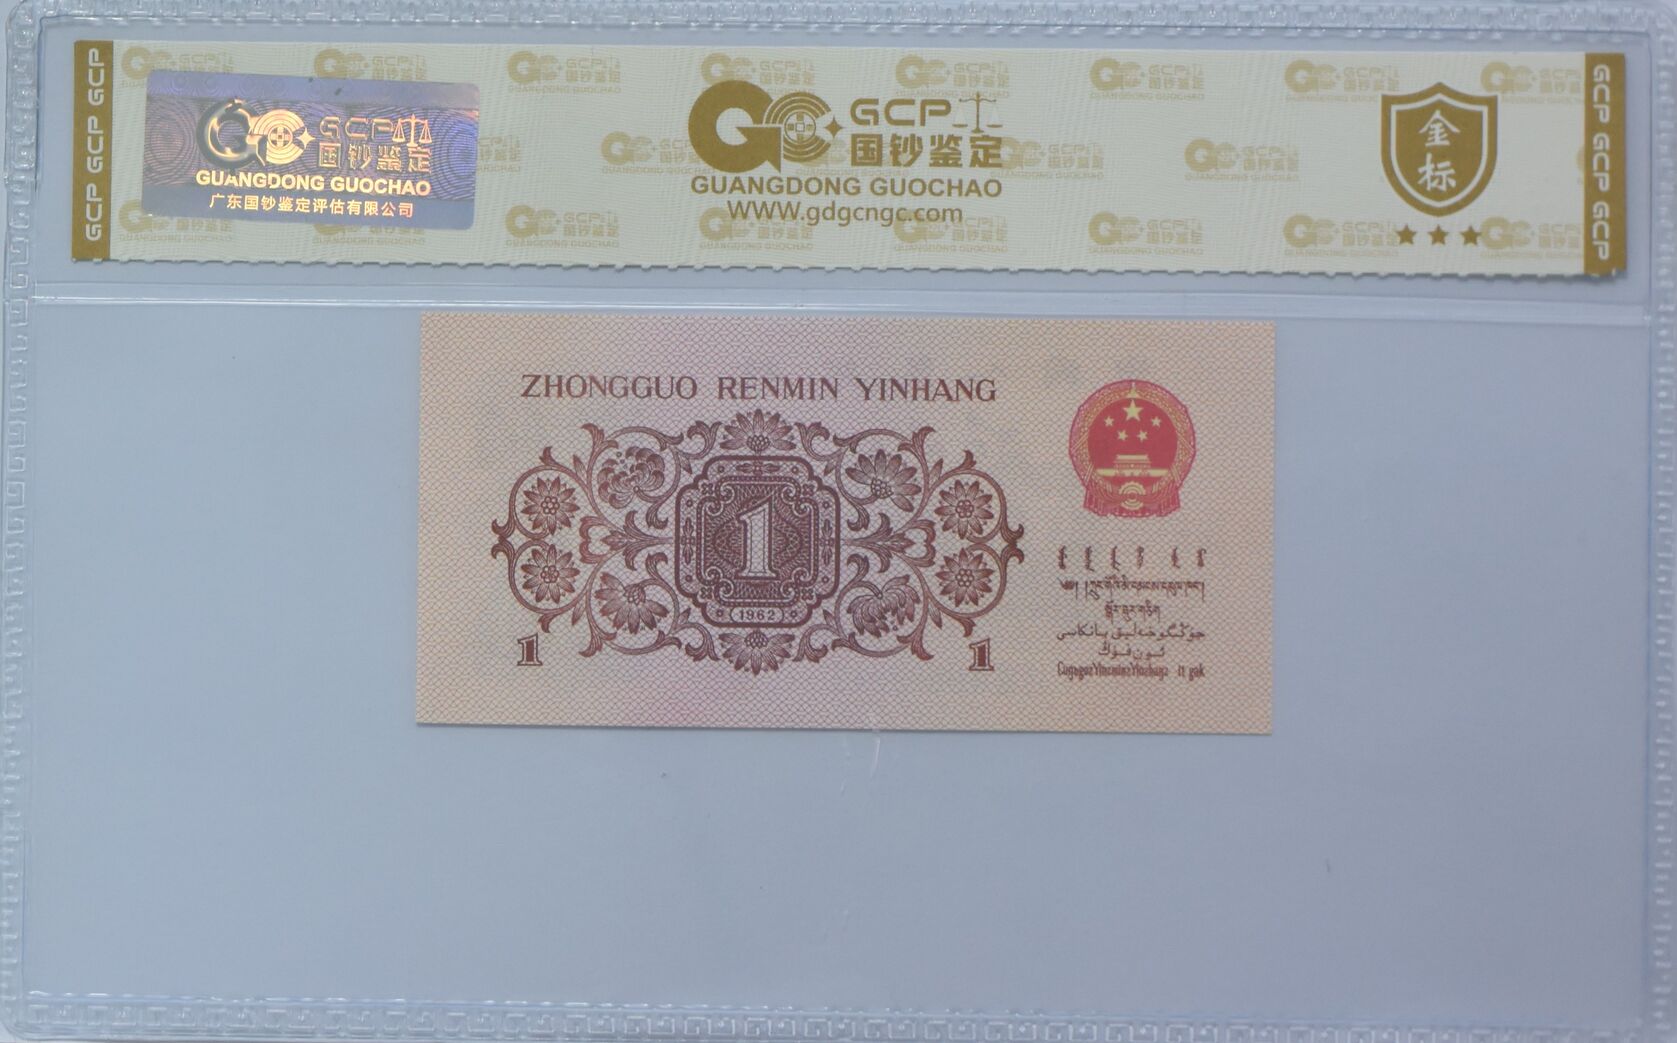 GCP GCP GCP
GCP
国钞鉴定
GUANGDONG GUOCHAO
广东国钞鉴定评估有限公司
GCP
国钞鉴定
GUANGDONG GUOCHAO
WWW.gdgcngc.com
金
标
GCP GCP GCP
ZHONGGUO RENMIN YINHANG
1
(1962)
1
1